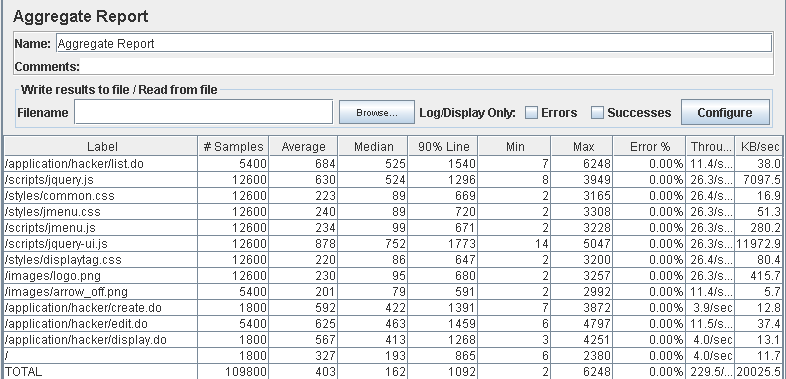 Aggregate Report
Name: Aggregate Report
Comments:
Write results to file / Read from file
Filename Browse... Log/Display Only: Errors Successes Configure
Label # Samples Average Median 90% Line Min Max Error % Throu... KB/sec
/application/hacker/list.do 5400 684 525 1540 7 6248 0.00% 11.4/s... 38.0
/scripts/jquery.js 12600 630 524 1296 8 3949 0.00% 26.3/s... 7097.5
/styles/common.css 12600 223 89 669 2 3165 0.00% 26.4/s... 16.9
/styles/jmenu.css 12600 240 89 720 2 3308 0.00% 26.3/s... 51.3
/scripts/jmenu.js 12600 234 99 671 2 3228 0.00% 26.3/s... 280.2
/scripts/jquery-ui.js 12600 878 752 1773 14 5047 0.00% 26.3/s... 11972.9
/styles/displaytag.css 12600 220 86 647 2 3200 0.00% 26.4/s... 80.4
/images/logo.png 12600 230 95 680 2 3257 0.00% 26.3/s... 415.7
/images/arrow_off.png 5400 201 79 591 2 2992 0.00% 11.4/s... 5.7
/application/hacker/create.do 1800 592 422 1391 7 3872 0.00% 3.9/sec 12.8
/application/hacker/edit.do 5400 625 463 1459 6 4797 0.00% 11.5/s... 37.4
/application/hacker/display.do 1800 567 413 1268 3 4251 0.00% 4.0/sec 13.1
/ 1800 327 193 865 6 2380 0.00% 4.0/sec 11.7
TOTAL 109800 403 162 1092 2 6248 0.00% 229.5/... 20025.5